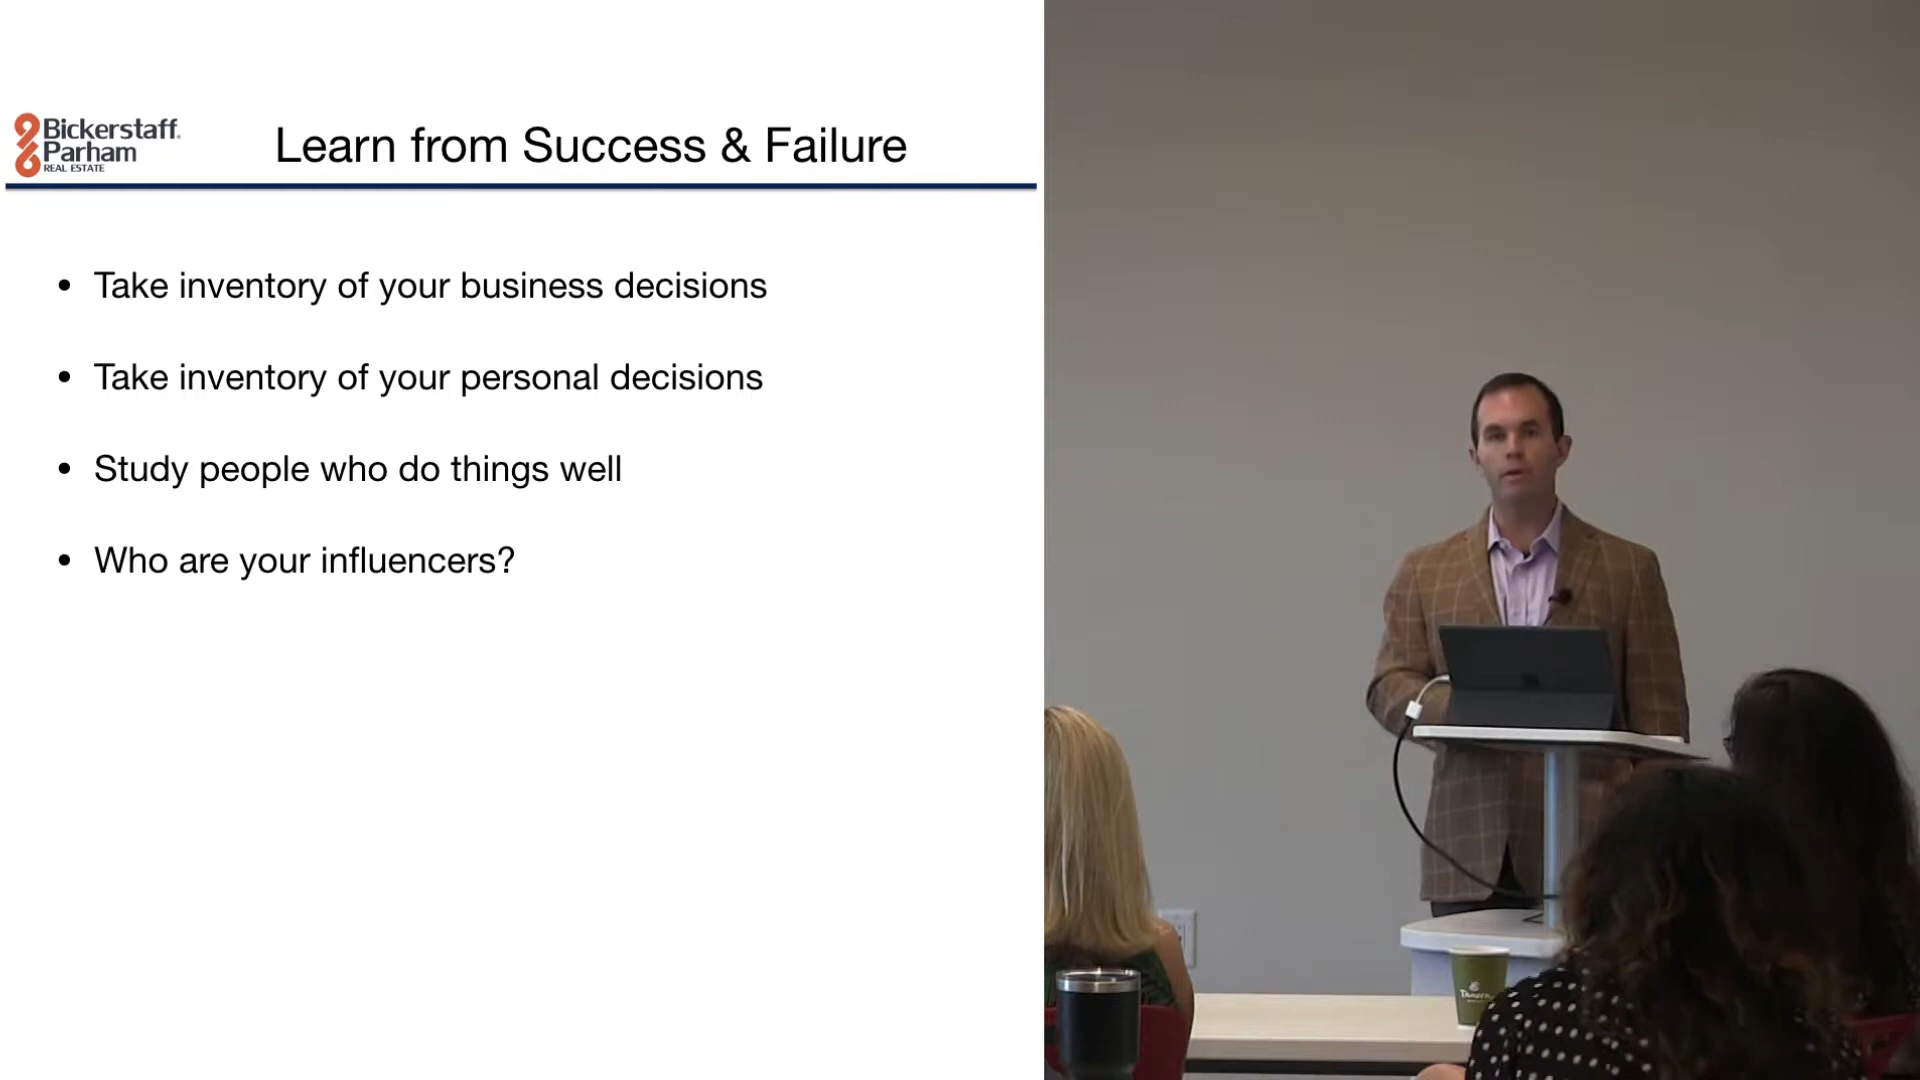 Bickerstaff
Parham
REAL ESTATE
Learn from Success & Failure
• Take inventory of your business decisions
• Take inventory of your personal decisions
• Study people who do things well
• Who are your influencers?